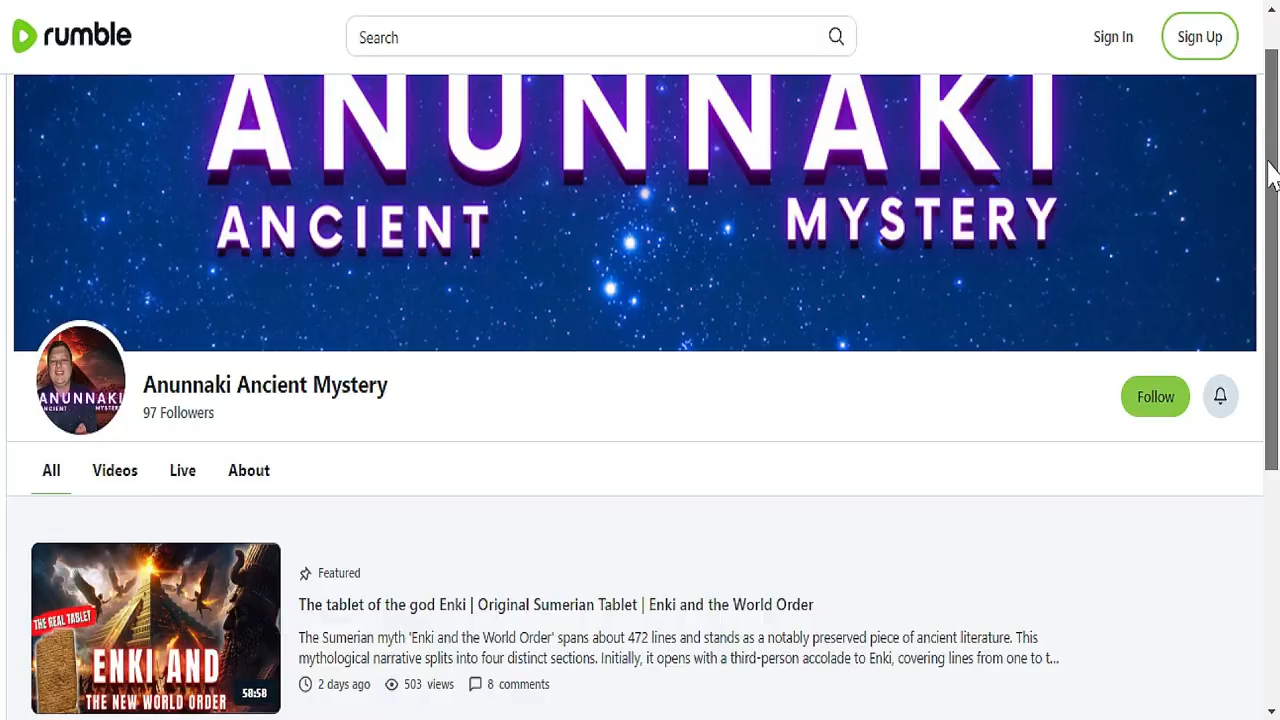 rumble
Search
Sign In
Sign Up
ANUNNAKI
ANCIENT MYSTERY
ANUNNAKI
ANCIENT MYSTERY
Anunnaki Ancient Mystery
97 Followers
Follow
All Videos Live About
THE REAL TABLET
ENKI AND
THE NEW WORLD ORDER
58:58
Featured
The tablet of the god Enki | Original Sumerian Tablet | Enki and the World Order
The Sumerian myth 'Enki and the World Order' spans about 472 lines and stands as a notably preserved piece of ancient literature. This
mythological narrative splits into four distinct sections. Initially, it opens with a third-person accolade to Enki, covering lines from one to t...
2 days ago 503 views 8 comments